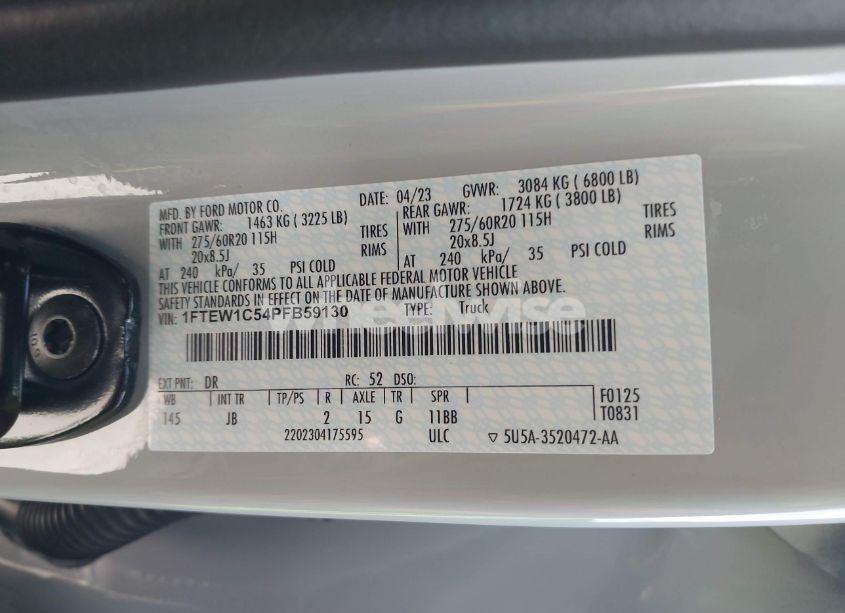 MFD. BY FORD MOTOR CO. DATE: 04/23 GVWR: 3084 KG ( 6800 LB)
FRONT GAWR: 1463 KG ( 3225 LB) REAR GAWR: 1724 KG ( 3800 LB)
WITH 275/60R20 115H TIRES WITH 275/60R20 115H TIRES
20x8.5J RIMS 20x8.5J RIMS
AT 240 kPa/ 35 PSI COLD AT 240 kPa/ 35 PSI COLD
THIS VEHICLE CONFORMS TO ALL APPLICABLE FEDERAL MOTOR VEHICLE
SAFETY STANDARDS IN EFFECT ON THE DATE OF MANUFACTURE SHOWN ABOVE.
VIN: 1FTEW1C54PFB59130 TYPE: Truck
EXT PNT: DR RC: 52 DSO:
WB INT TR TP/PS R AXLE TR SPR F0125
145 JB 2 15 G 11BB T0831
2202304175595 ULC ▽ 5U5A-3520472-AA